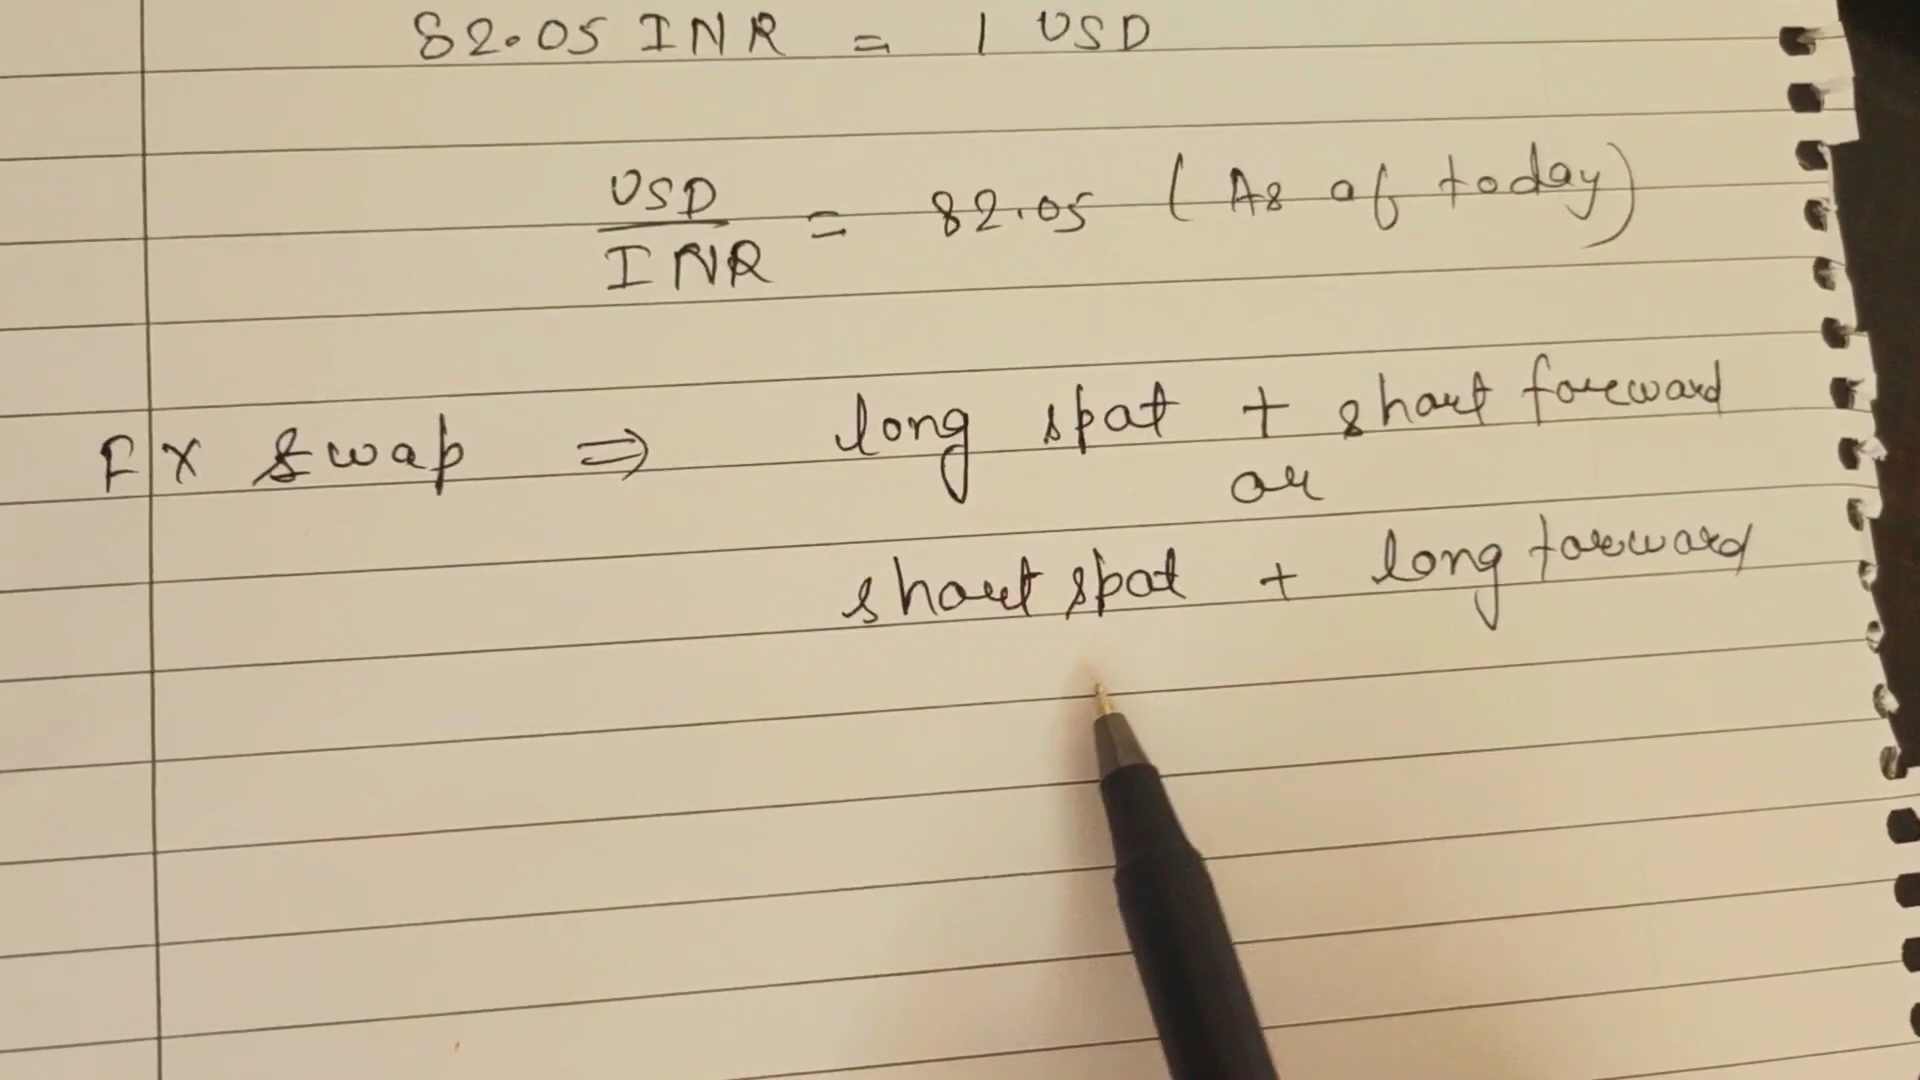 82.05 INR = 1 USD
USD/INR = 82.05 (As of today)
FX swap ⇒ long spot + short forward
or
short spot + long forward